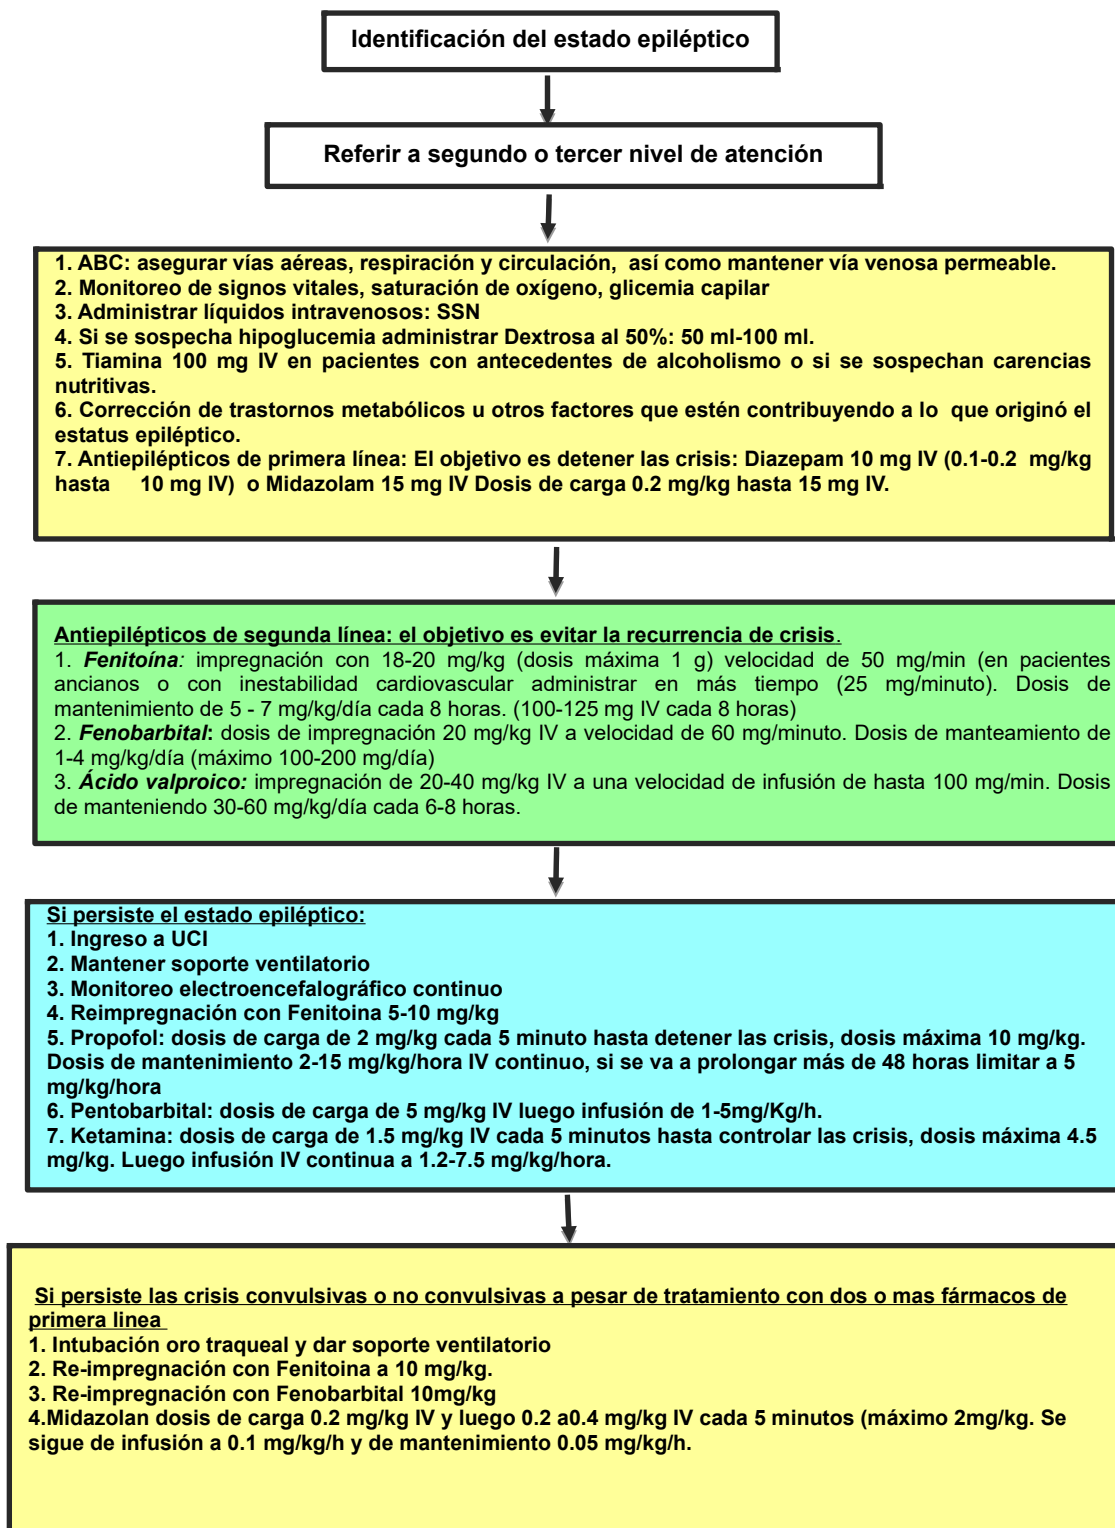 Identificación del estado epiléptico
Referir a segundo o tercer nivel de atención
1. ABC: asegurar vías aéreas, respiración y circulación, así como mantener vía venosa permeable.
2. Monitoreo de signos vitales, saturación de oxígeno, glicemia capilar
3. Administrar líquidos intravenosos: SSN
4. Si se sospecha hipoglucemia administrar Dextrosa al 50%: 50 ml-100 ml.
5. Tiamina 100 mg IV en pacientes con antecedentes de alcoholismo o si se sospechan carencias
nutritivas.
6. Corrección de trastornos metabólicos u otros factores que estén contribuyendo a lo que originó el
estatus epiléptico.
7. Antiepilépticos de primera línea: El objetivo es detener las crisis: Diazepam 10 mg IV (0.1-0.2 mg/kg
hasta 10 mg IV) o Midazolam 15 mg IV Dosis de carga 0.2 mg/kg hasta 15 mg IV.
Antiepilépticos de segunda línea: el objetivo es evitar la recurrencia de crisis.
1. Fenitoína: impregnación con 18-20 mg/kg (dosis máxima 1 g) velocidad de 50 mg/min (en pacientes
ancianos o con inestabilidad cardiovascular administrar en más tiempo (25 mg/minuto). Dosis de
mantenimiento de 5 - 7 mg/kg/día cada 8 horas. (100-125 mg IV cada 8 horas)
2. Fenobarbital: dosis de impregnación 20 mg/kg IV a velocidad de 60 mg/minuto. Dosis de manteamiento de
1-4 mg/kg/día (máximo 100-200 mg/día)
3. Ácido valproico: impregnación de 20-40 mg/kg IV a una velocidad de infusión de hasta 100 mg/min. Dosis
de manteniendo 30-60 mg/kg/día cada 6-8 horas.
Si persiste el estado epiléptico:
1. Ingreso a UCI
2. Mantener soporte ventilatorio
3. Monitoreo electroencefalográfico continuo
4. Reimpregnación con Fenitoina 5-10 mg/kg
5. Propofol: dosis de carga de 2 mg/kg cada 5 minuto hasta detener las crisis, dosis máxima 10 mg/kg.
Dosis de mantenimiento 2-15 mg/kg/hora IV continuo, si se va a prolongar más de 48 horas limitar a 5
mg/kg/hora
6. Pentobarbital: dosis de carga de 5 mg/kg IV luego infusión de 1-5mg/Kg/h.
7. Ketamina: dosis de carga de 1.5 mg/kg IV cada 5 minutos hasta controlar las crisis, dosis máxima 4.5
mg/kg. Luego infusión IV continua a 1.2-7.5 mg/kg/hora.
Si persiste las crisis convulsivas o no convulsivas a pesar de tratamiento con dos o mas fármacos de
primera linea
1. Intubación oro traqueal y dar soporte ventilatorio
2. Re-impregnación con Fenitoina a 10 mg/kg.
3. Re-impregnación con Fenobarbital 10mg/kg
4.Midazolan dosis de carga 0.2 mg/kg IV y luego 0.2 a0.4 mg/kg IV cada 5 minutos (máximo 2mg/kg. Se
sigue de infusión a 0.1 mg/kg/h y de mantenimiento 0.05 mg/kg/h.